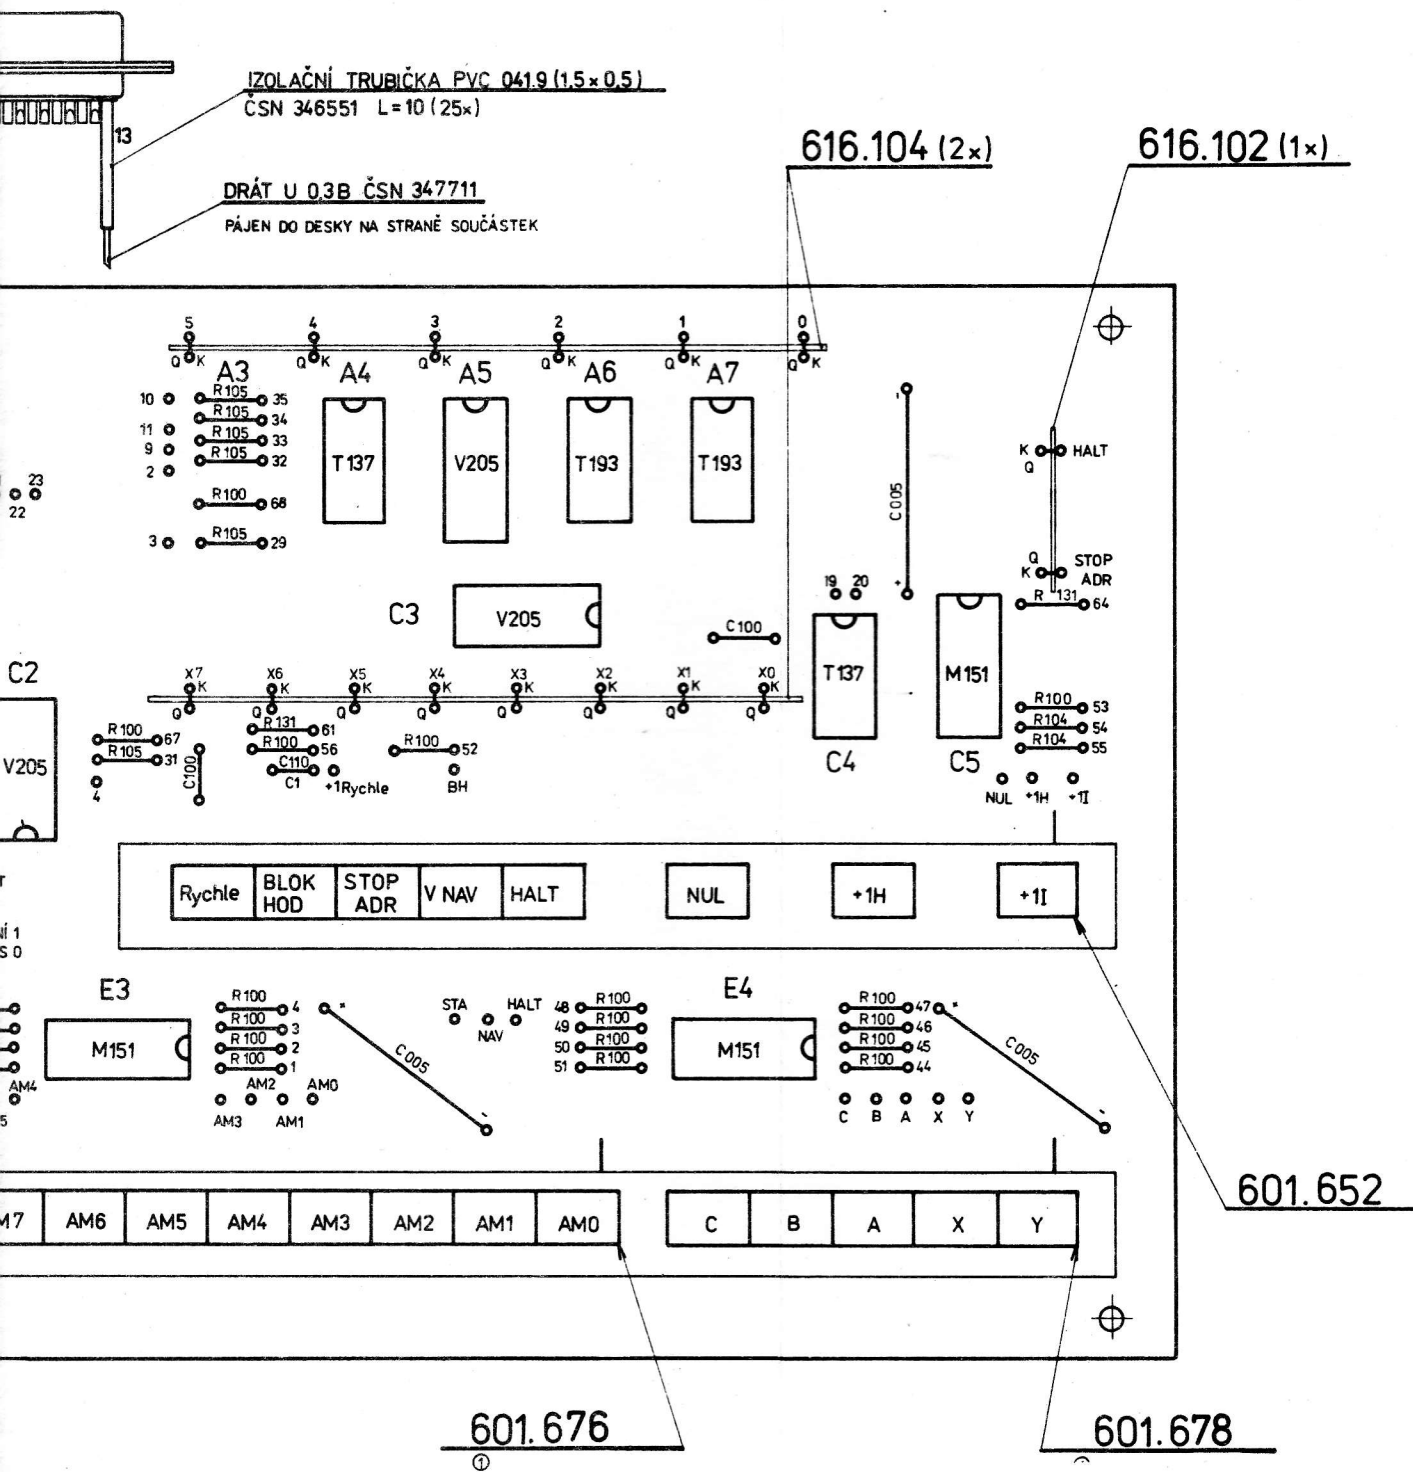 IZOLAČNÍ TRUBIČKA PVC 041.9 (1,5 × 0,5)
ČSN 346551 L=10 (25×)
13
616.104 (2×)
616.102 (1×)
DRÁT U 0,3B ČSN 347711
PÁJEN DO DESKY NA STRANĚ SOUČÁSTEK
5 4 3 2 1 0
Q K Q K Q K Q K Q K Q K
A3 A4 A5 A6 A7
10 R105 35
R105 34
11 R105 33
9 R105 32
2
T137 V205 T193 T193
K HALT
Q
23
22
R100 68
C005
3 R105 29
Q STOP
K ADR
19 20
R 131 64
C3 V205
C100
C2
T137 M151
X7 X6 X5 X4 X3 X2 X1 X0
K K K K K K K K
Q Q Q Q Q Q Q Q
R100 53
R104 54
R104 55
R131 61
R100 67
R100 56
R100 52
R105 31
V205
C100
C110
C1
+1Rychle
BH
4
C4 C5
NUL +1H +1I
Rychle BLOK HOD STOP ADR V NAV HALT NUL +1H +1I
T
NÍ 1
S 0
E3 E4
R100 4
R100 3
R100 2
R100 1
M151
C005
STA NAV HALT
48 R100
49 R100
50 R100
51 R100
M151
R100 47
R100 46
R100 45
R100 44
C005
AM4 AM2 AM0
AM3 AM1
5
C B A X Y
601.652
M7 AM6 AM5 AM4 AM3 AM2 AM1 AM0 C B A X Y
601.676
①
601.678